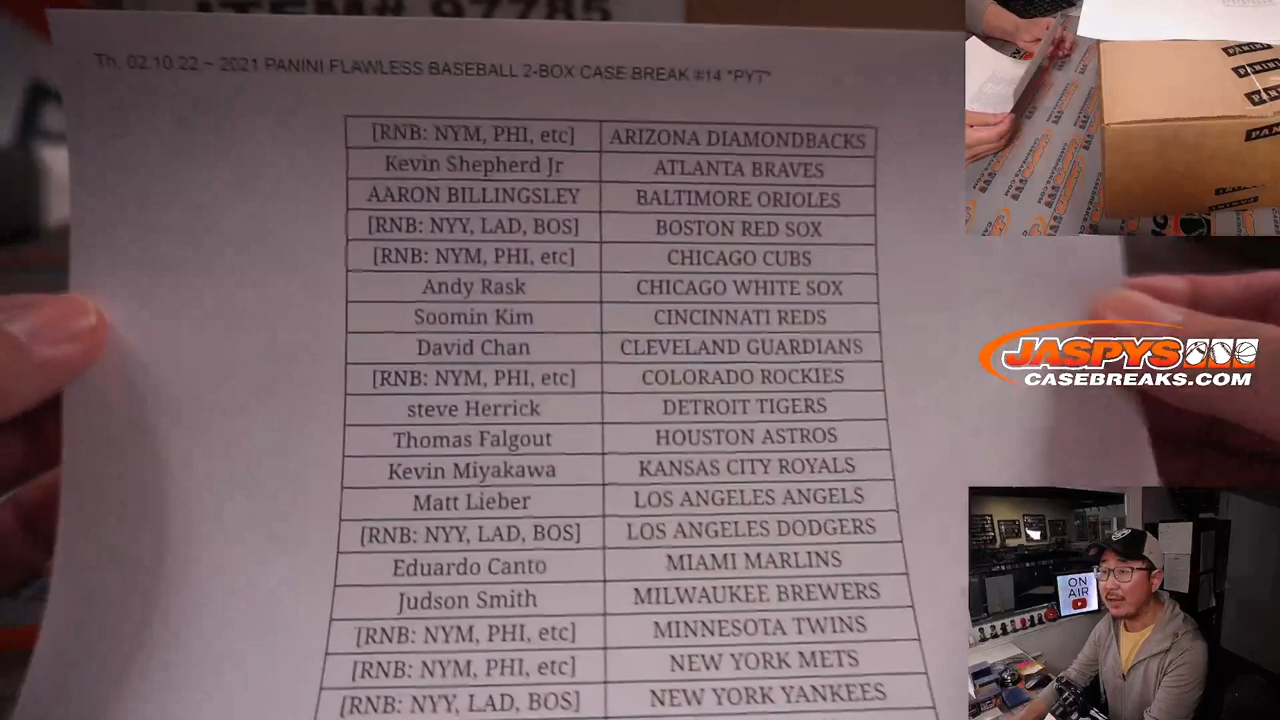 ITEM# 97785
Th. 02.10.22 ~ 2021 PANINI FLAWLESS BASEBALL 2-BOX CASE BREAK #14 "PYT"
[RNB: NYM, PHI, etc] ARIZONA DIAMONDBACKS
Kevin Shepherd Jr ATLANTA BRAVES
AARON BILLINGSLEY BALTIMORE ORIOLES
[RNB: NYY, LAD, BOS] BOSTON RED SOX
[RNB: NYM, PHI, etc] CHICAGO CUBS
Andy Rask CHICAGO WHITE SOX
Soomin Kim CINCINNATI REDS
David Chan CLEVELAND GUARDIANS
[RNB: NYM, PHI, etc] COLORADO ROCKIES
steve Herrick DETROIT TIGERS
Thomas Falgout HOUSTON ASTROS
Kevin Miyakawa KANSAS CITY ROYALS
Matt Lieber LOS ANGELES ANGELS
[RNB: NYY, LAD, BOS] LOS ANGELES DODGERS
Eduardo Canto MIAMI MARLINS
Judson Smith MILWAUKEE BREWERS
[RNB: NYM, PHI, etc] MINNESOTA TWINS
[RNB: NYM, PHI, etc] NEW YORK METS
[RNB: NYY, LAD, BOS] NEW YORK YANKEES
PANINI
PANINI
PANINI
PANINI
JASPYS
CASEBREAKS.COM
ON
AIR